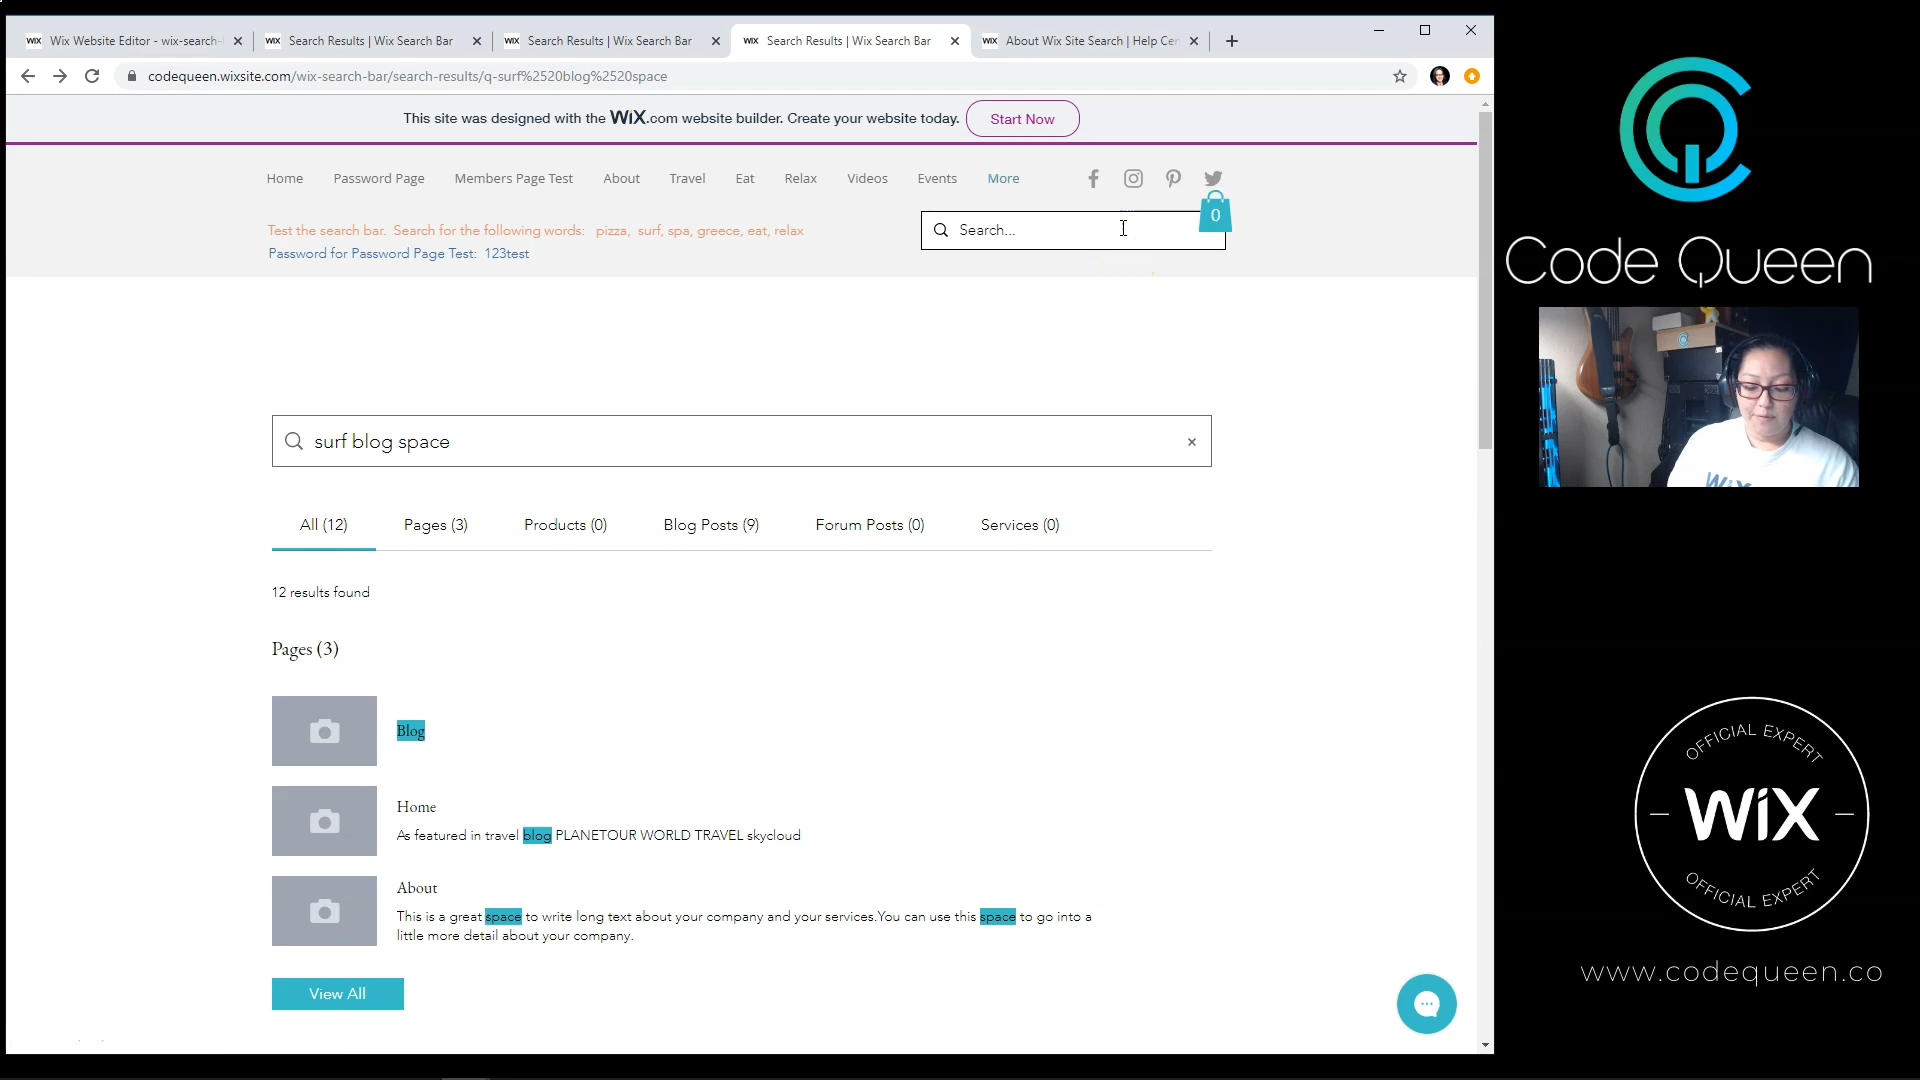 WiX Wix Website Editor - wix-search-
WiX Search Results | Wix Search Bar
WiX Search Results | Wix Search Bar
WiX Search Results | Wix Search Bar
WiX About Wix Site Search | Help Cen
codequeen.wixsite.com/wix-search-bar/search-results/q-surf%2520blog%2520space
This site was designed with the WiX.com website builder. Create your website today.
Start Now
Home
Password Page
Members Page Test
About
Travel
Eat
Relax
Videos
Events
More
0
Test the search bar. Search for the following words: pizza, surf, spa, greece, eat, relax
Search...
Password for Password Page Test: 123test
surf blog space
All (12)
Pages (3)
Products (0)
Blog Posts (9)
Forum Posts (0)
Services (0)
12 results found
Pages (3)
Blog
Home
As featured in travel blog PLANETOUR WORLD TRAVEL skycloud
About
This is a great space to write long text about your company and your services.You can use this space to go into a
little more detail about your company.
View All
Code Queen
WiX
OFFICIAL EXPERT
WiX
OFFICIAL EXPERT
www.codequeen.co